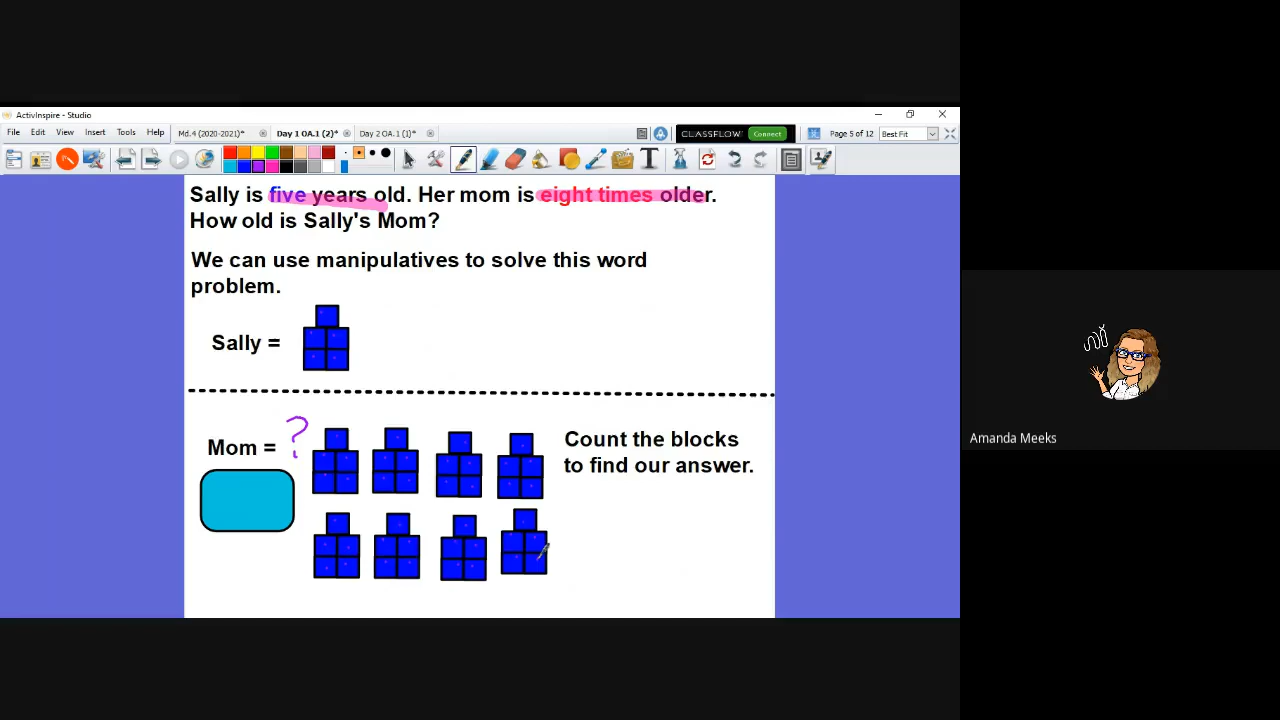 ActivInspire - Studio
File Edit View Insert Tools Help
Md.4 (2020-2021)* Day 1 OA.1 (2)* Day 2 OA.1 (1)*
CLASSFLOW Connect Page 5 of 12 Best Fit
Sally is five years old. Her mom is eight times older.
How old is Sally's Mom?
We can use manipulatives to solve this word
problem.
Sally =
Mom = ?
Count the blocks
to find our answer.
Amanda Meeks